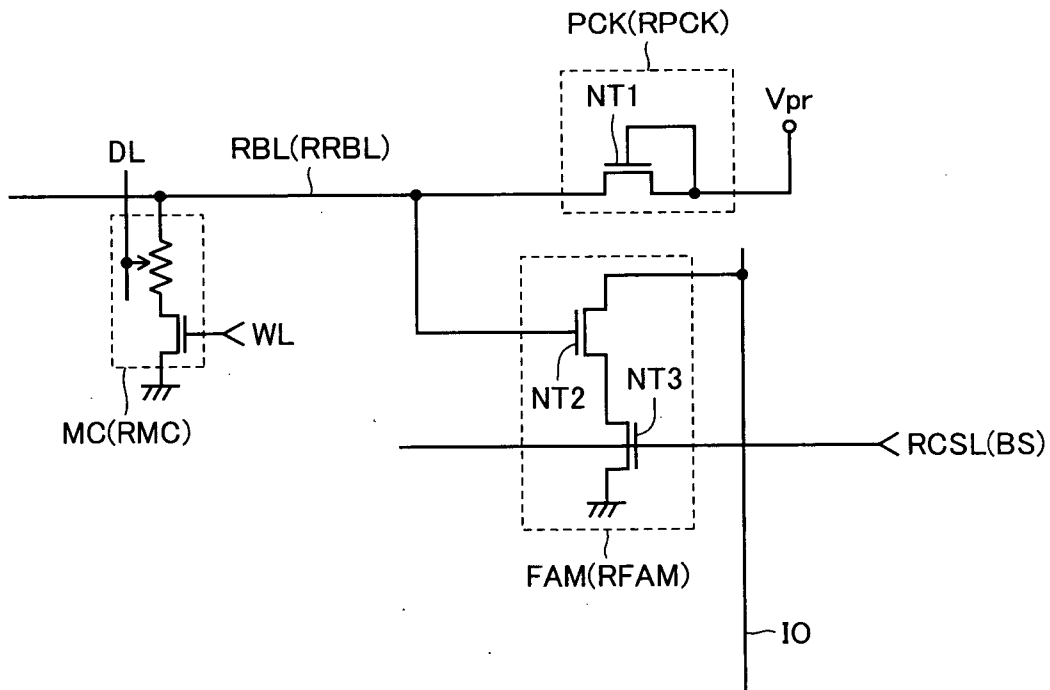 PCK(RPCK)
NT1
Vpr
DL
RBL(RRBL)
WL
NT2
NT3
MC(RMC)
RCSL(BS)
FAM(RFAM)
IO